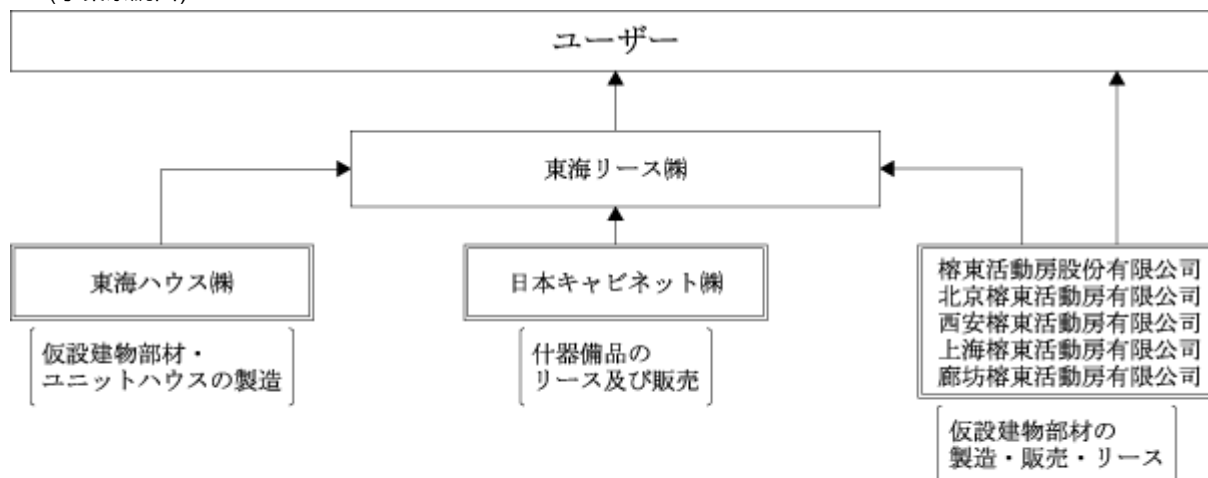 ユーザー
東海リース㈱
東海ハウス㈱
日本キャビネット㈱
榕東活動房股份有限公司
北京榕東活動房有限公司
西安榕東活動房有限公司
上海榕東活動房有限公司
廊坊榕東活動房有限公司
仮設建物部材・
ユニットハウスの製造
什器備品の
リース及び販売
仮設建物部材の
製造・販売・リース